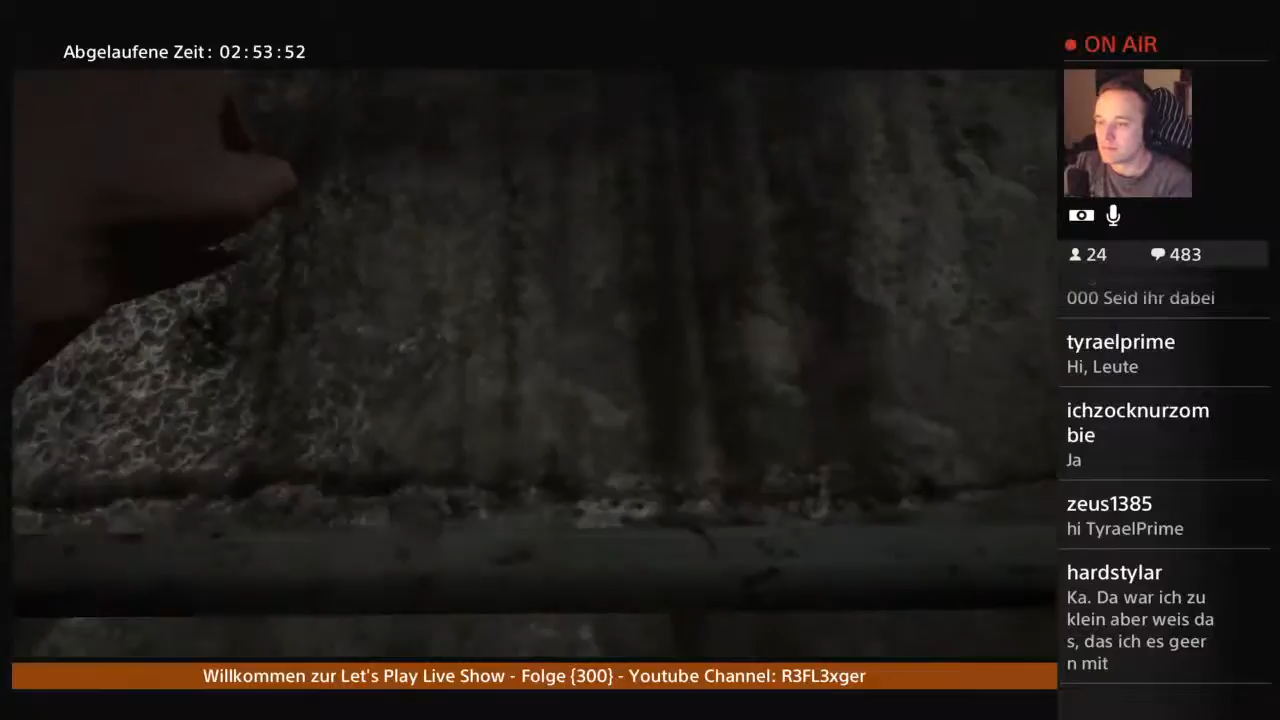 Abgelaufene Zeit: 02:53:52
ON AIR
24 483
000 Seid ihr dabei
tyraelprime
Hi, Leute
ichzocknurzom
bie
Ja
zeus1385
hi TyraelPrime
hardstylar
Ka. Da war ich zu
klein aber weis da
s, das ich es geer
n mit
Willkommen zur Let's Play Live Show - Folge {300} - Youtube Channel: R3FL3xger